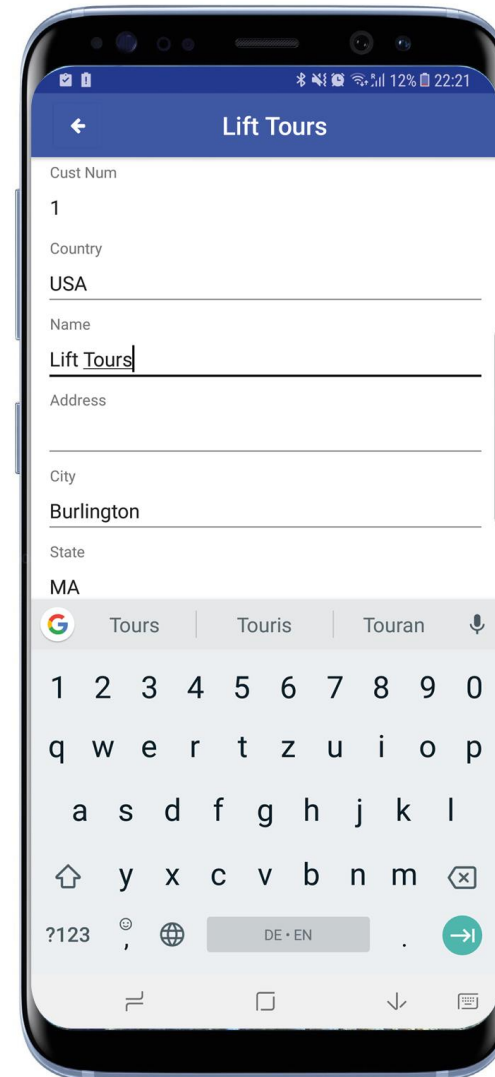 12% 22:21
Lift Tours
Cust Num
1
Country
USA
Name
Lift Tours
Address
City
Burlington
State
MA
G Tours Touris Touran
1 2 3 4 5 6 7 8 9 0
q w e r t z u i o p
a s d f g h j k l
y x c v b n m
?123 , DE • EN .